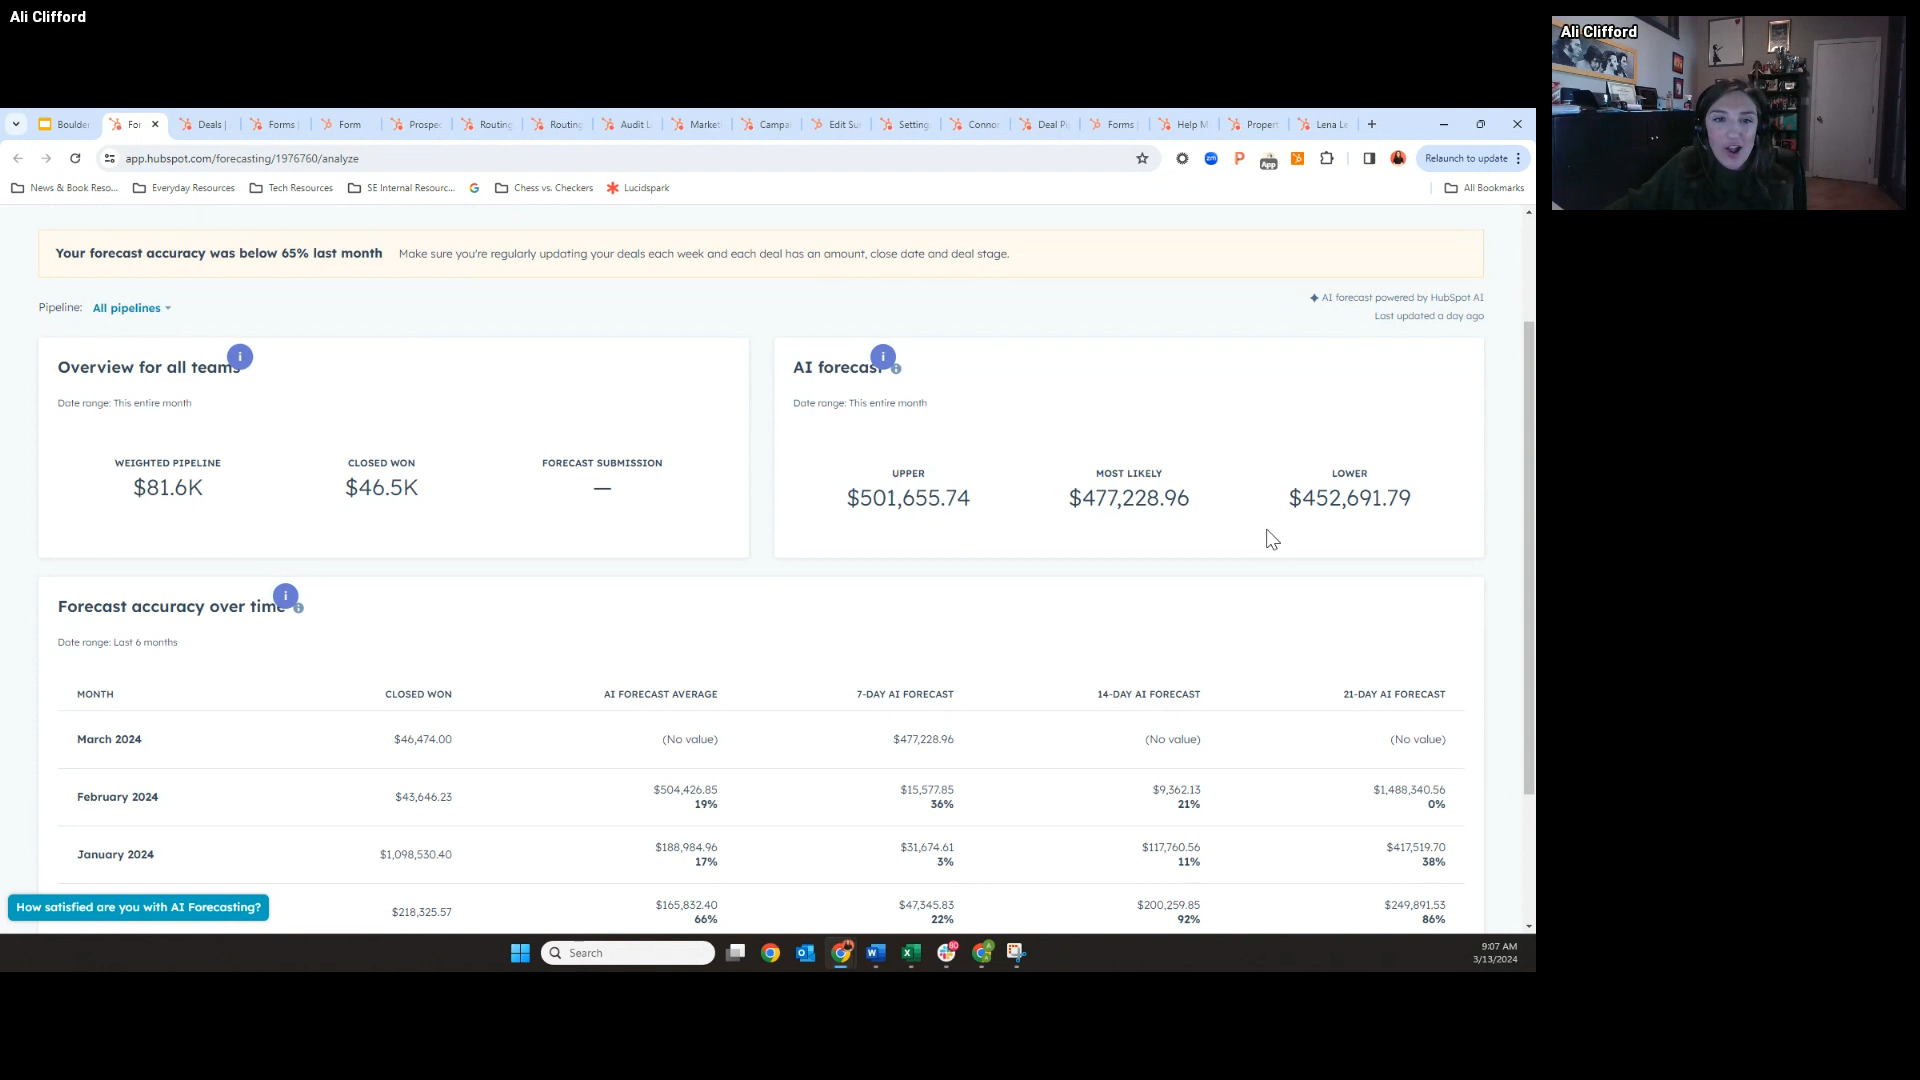 Ali Clifford
Ali Clifford
Boulder
For
Deals |
Forms
Form
Prospec
Routing
Routing
Audit L
Marketi
Campa
Edit Su
Setting
Connor
Deal Pi
Forms |
Help M
Propert
Lena Le
app.hubspot.com/forecasting/1976760/analyze
zm
App
Relaunch to update
News & Book Reso...
Everyday Resources
Tech Resources
SE Internal Resourc...
Chess vs. Checkers
Lucidspark
All Bookmarks
Your forecast accuracy was below 65% last month Make sure you're regularly updating your deals each week and each deal has an amount, close date and deal stage.
Pipeline: All pipelines
AI forecast powered by HubSpot AI
Last updated a day ago
Overview for all teams
Date range: This entire month
WEIGHTED PIPELINE CLOSED WON FORECAST SUBMISSION
$81.6K $46.5K —
AI forecast
Date range: This entire month
UPPER MOST LIKELY LOWER
$501,655.74 $477,228.96 $452,691.79
Forecast accuracy over time
Date range: Last 6 months
MONTH CLOSED WON AI FORECAST AVERAGE 7-DAY AI FORECAST 14-DAY AI FORECAST 21-DAY AI FORECAST
March 2024 $46,474.00 (No value) $477,228.96 (No value) (No value)
February 2024 $43,646.23 $504,426.85 $15,577.85 $9,362.13 $1,488,340.56
19% 36% 21% 0%
January 2024 $1,098,530.40 $188,984.96 $31,674.61 $117,760.56 $417,519.70
17% 3% 11% 38%
$218,325.57 $165,832.40 $47,345.83 $200,259.85 $249,891.53
66% 22% 92% 86%
How satisfied are you with AI Forecasting?
Search
80
9:07 AM
3/13/2024